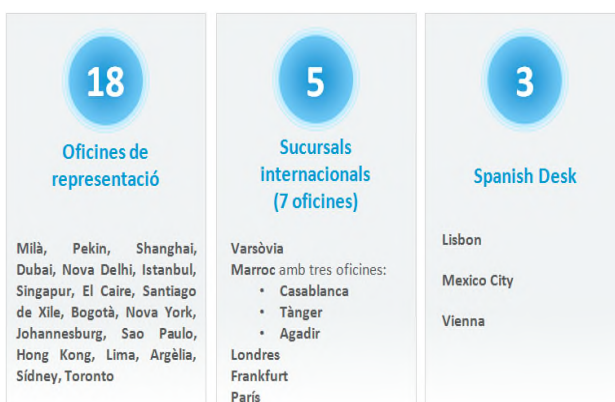 18
Oficines de
representació
Milà, Pekin, Shanghai,
Dubai, Nova Delhi, Istanbul,
Singapur, El Caire, Santiago
de Xile, Bogotà, Nova York,
Johannesburg, Sao Paulo,
Hong Kong, Lima, Argèlia,
Sídney, Toronto
5
Sucursals
internacionals
(7 oficines)
Varsòvia
Marroc amb tres oficines:
• Casablanca
• Tànger
• Agadir
Londres
Frankfurt
París
3
Spanish Desk
Lisbon
Mexico City
Vienna